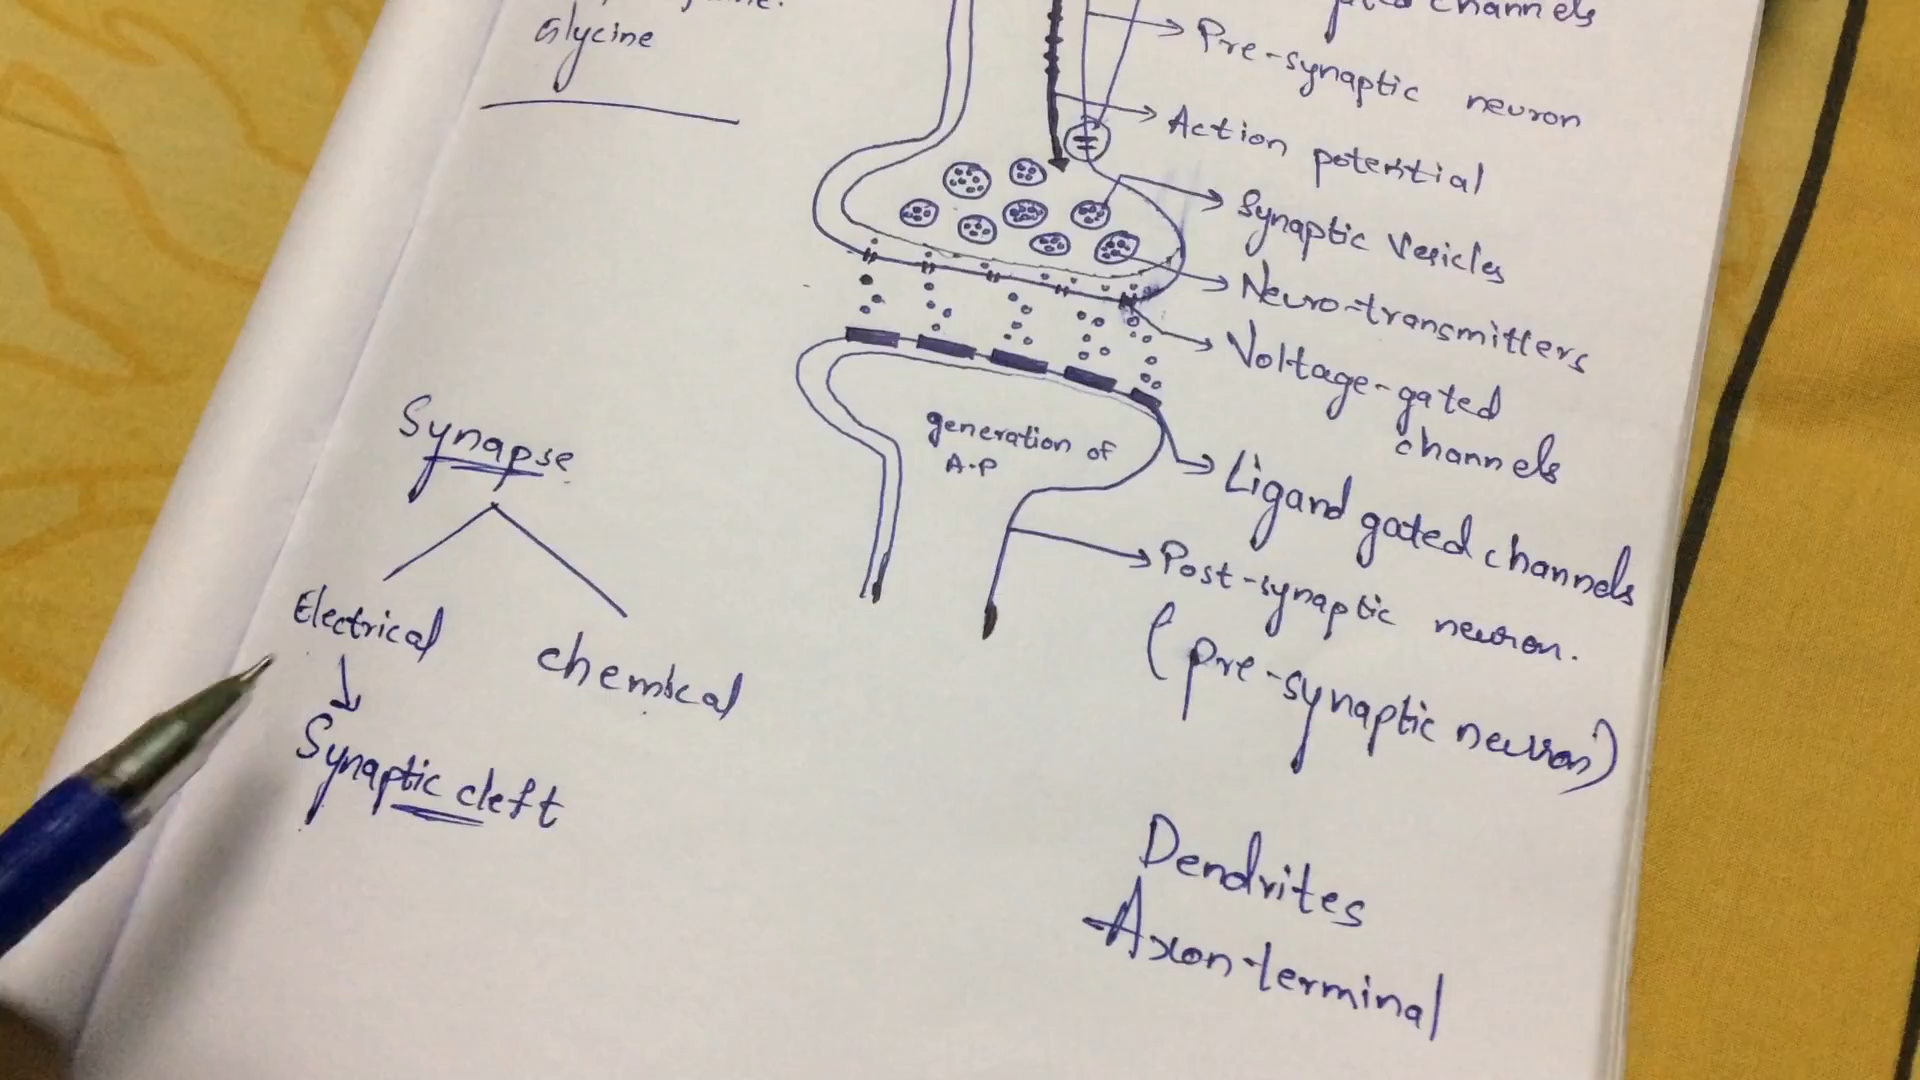 Glycine
channels
Pre-synaptic neuron
Action potential
Synaptic vesicles
Neuro-transmitters
Voltage-gated
channels
Ligand gated channels
Post-synaptic neuron.
(pre-synaptic neuron)
generation of
A-P
Synapse
Electrical
chemical
Synaptic cleft
Dendrites
Axon-terminal